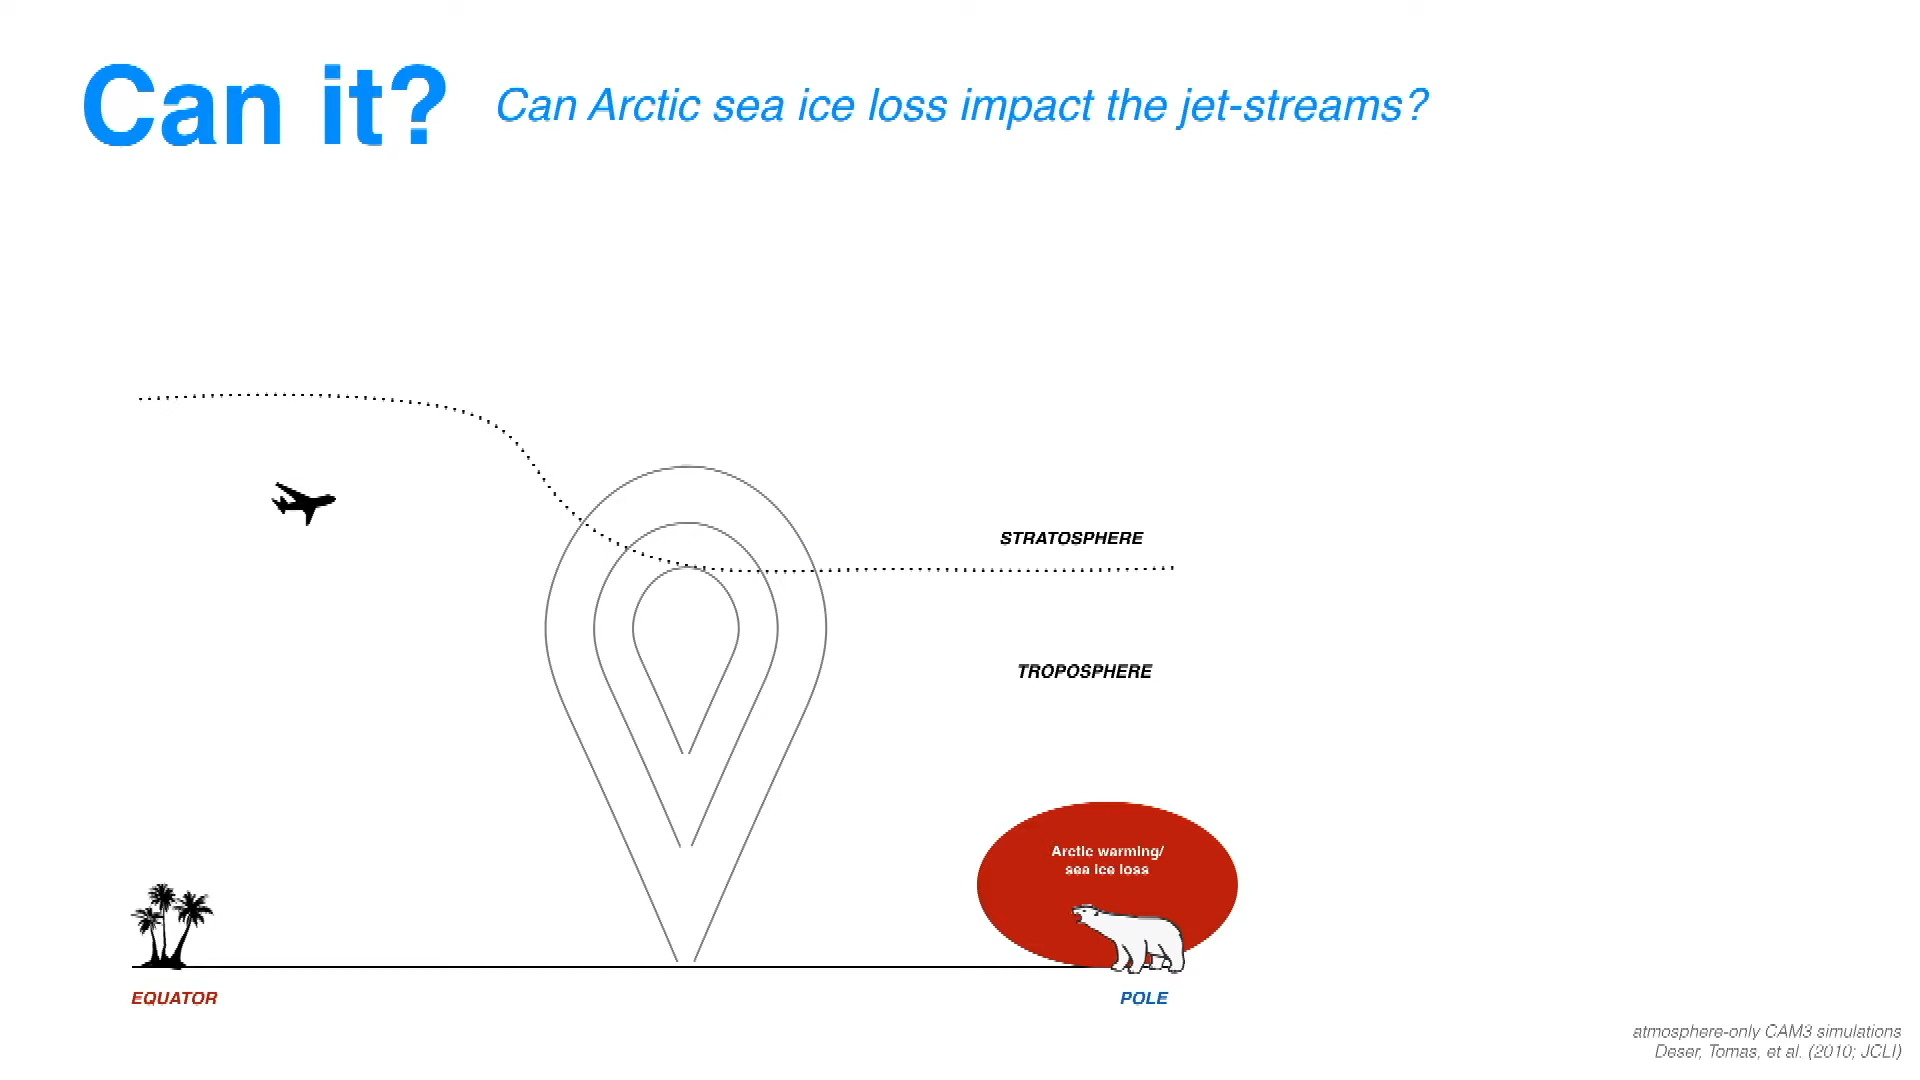 Can it?
Can Arctic sea ice loss impact the jet-streams?
STRATOSPHERE
TROPOSPHERE
Arctic warming/
sea ice loss
EQUATOR
POLE
atmosphere-only CAM3 simulations
Deser, Tomas, et al. (2010; JCLI)